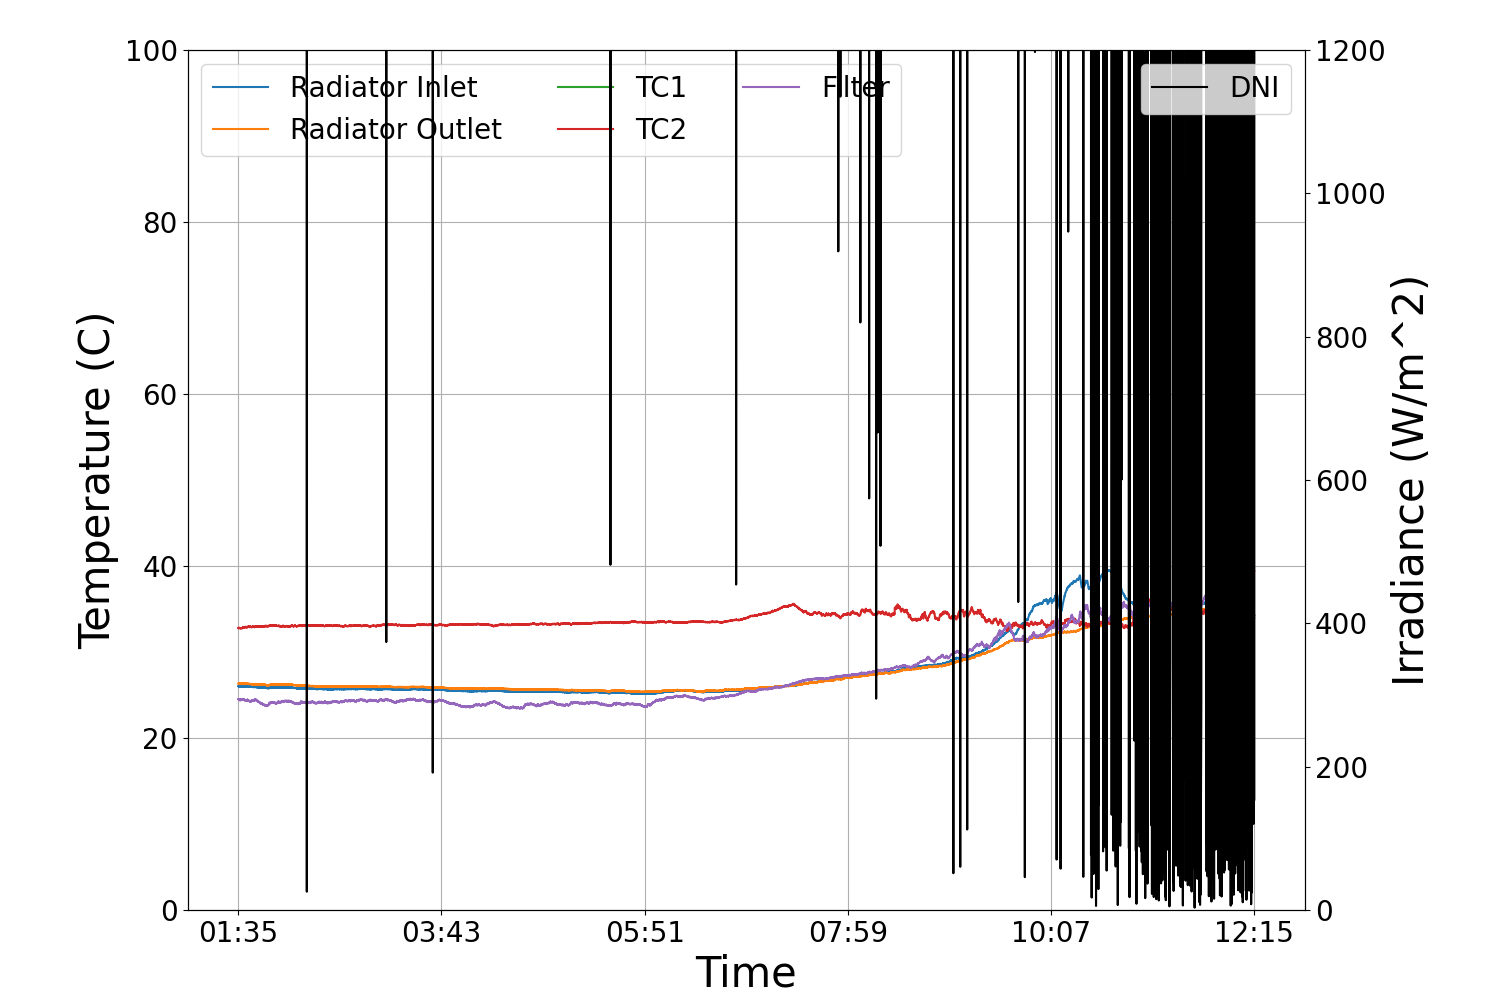 100
80
60
40
20
0
Temperature (C)
Radiator Inlet
Radiator Outlet
TC1
TC2
Filter
DNI
1200
1000
800
600
400
200
0
Irradiance (W/m^2)
01:35 03:43 05:51 07:59 10:07 12:15
Time